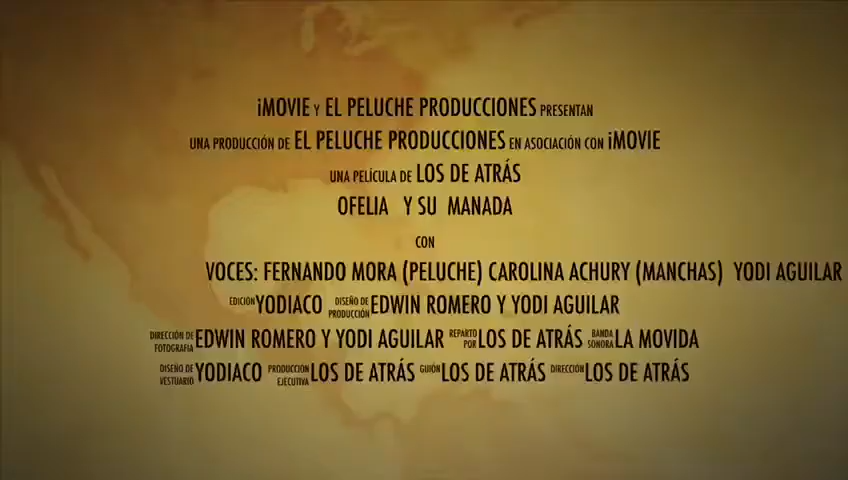 iMOVIE Y EL PELUCHE PRODUCCIONES PRESENTAN
UNA PRODUCCIÓN DE EL PELUCHE PRODUCCIONES EN ASOCIACIÓN CON iMOVIE
UNA PELÍCULA DE LOS DE ATRÁS
OFELIA Y SU MANADA
CON
VOCES: FERNANDO MORA (PELUCHE) CAROLINA ACHURY (MANCHAS) YODI AGUILAR
EDICIÓN YODIACO DISEÑO DE PRODUCCIÓN EDWIN ROMERO Y YODI AGUILAR
DIRECCIÓN DE FOTOGRAFIA EDWIN ROMERO Y YODI AGUILAR REPARTO POR LOS DE ATRÁS BANDA SONORA LA MOVIDA
DISEÑO DE VESTUARIO YODIACO PRODUCCIÓN EJECUTIVA LOS DE ATRÁS GUIÓN LOS DE ATRÁS DIRECCIÓN LOS DE ATRÁS